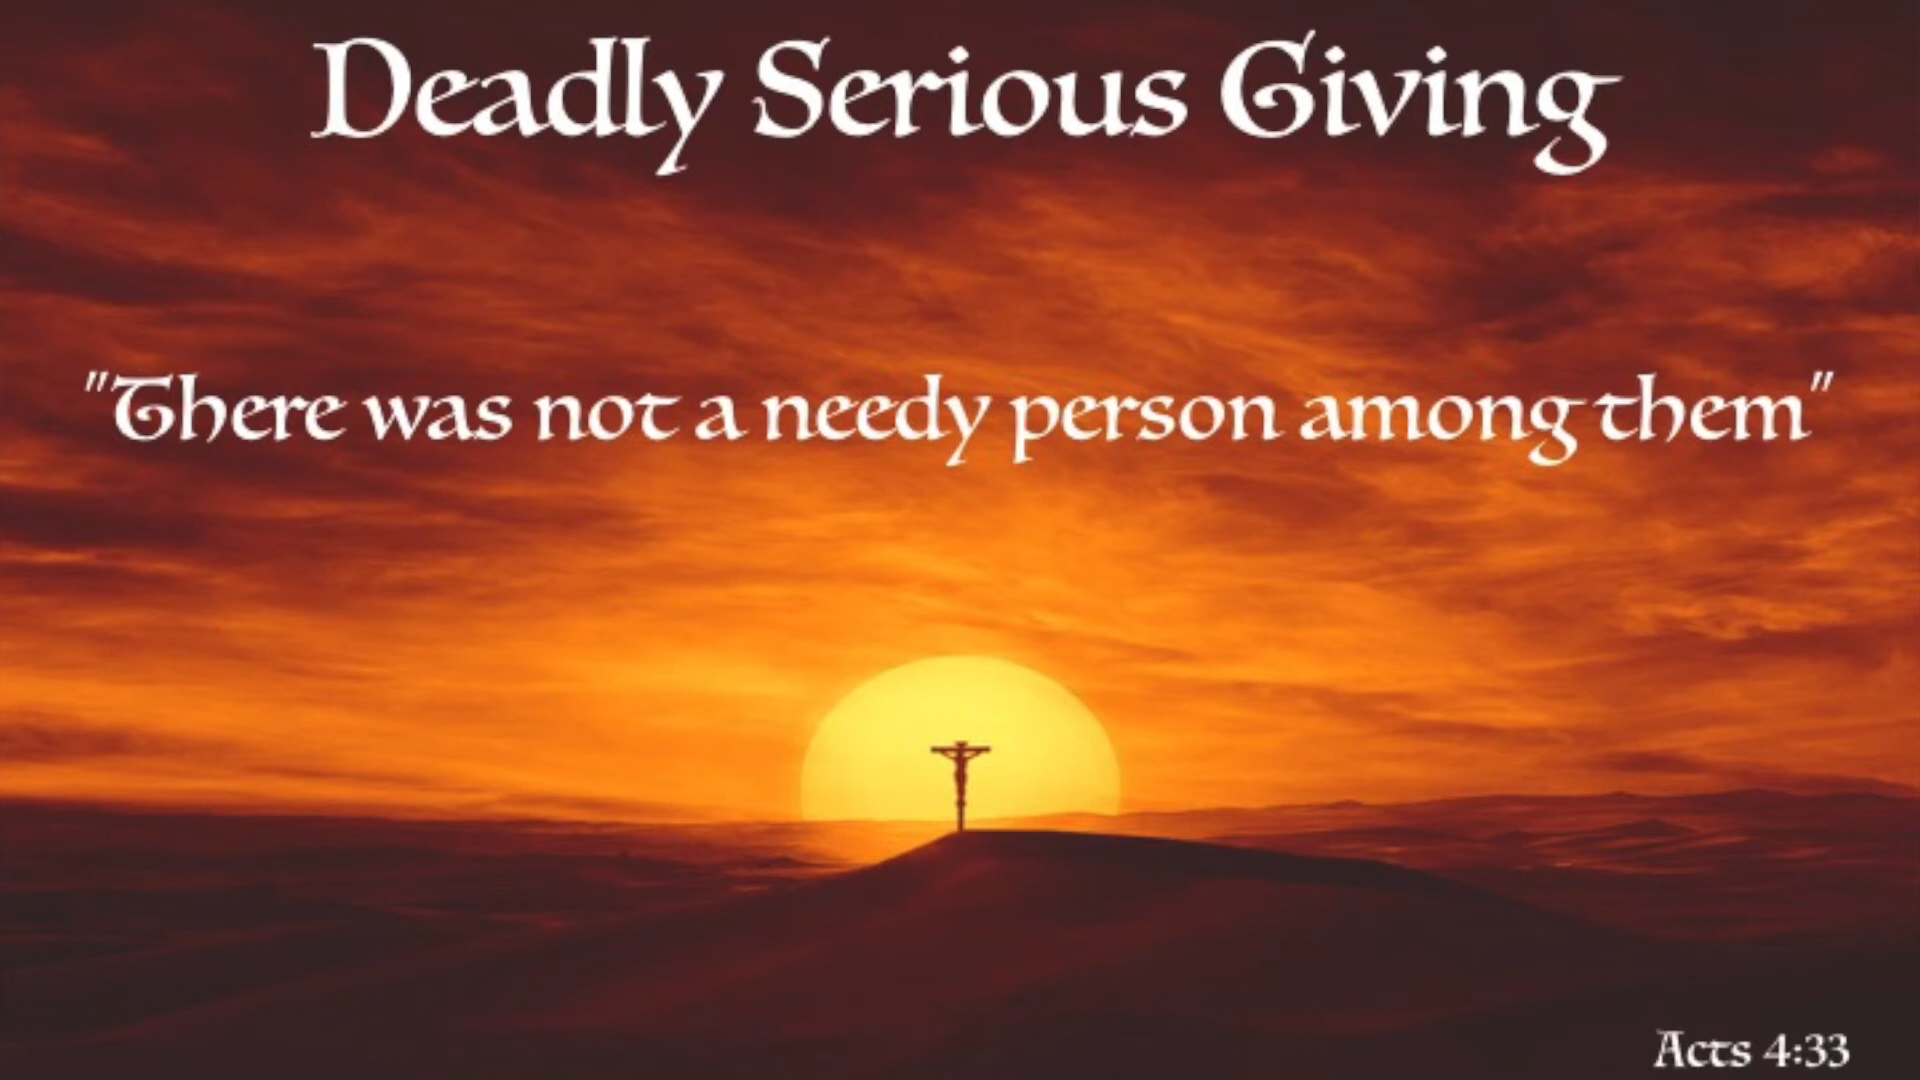 Deadly Serious Giving
"There was not a needy person among them"
Acts 4:33